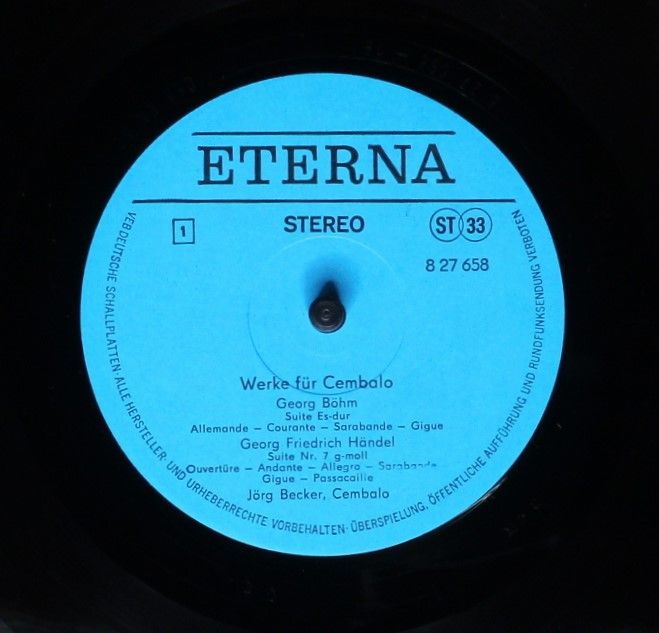 ETERNA
1
STEREO
ST 33
8 27 658
Werke für Cembalo
Georg Böhm
Suite Es-dur
Allemande – Courante – Sarabande – Gigue
Georg Friedrich Händel
Suite Nr. 7 g-moll
Ouvertüre – Andante – Allegro – Sarabande
Gigue – Passacaille
Jörg Becker, Cembalo
VEB DEUTSCHE SCHALLPLATTEN · ALLE HERSTELLER- UND URHEBERRECHTE VORBEHALTEN · ÜBERSPIELUNG, ÖFFENTLICHE AUFFÜHRUNG UND RUNDFUNKSENDUNG VERBOTEN